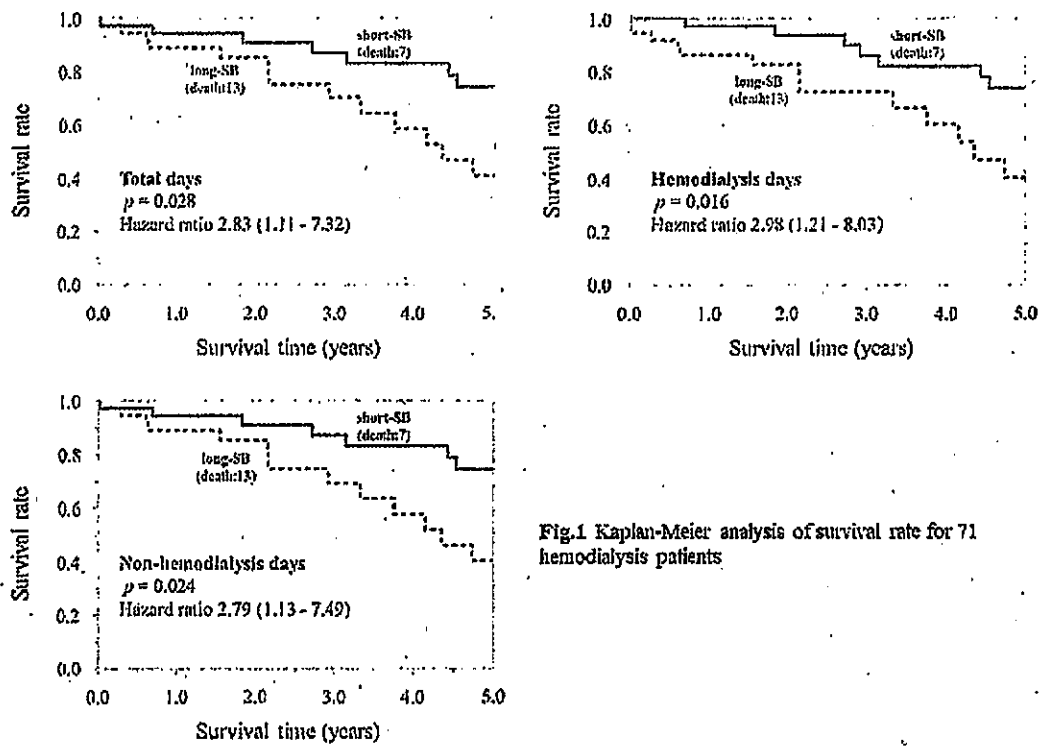 1.0
0.8
0.6
0.4
0.2
0.0
Survival rate
short-SB
(death:7)
long-SB
(death:13)
Total days
p = 0.028
Hazard ratio 2.83 (1.11 - 7.32)
0.0 1.0 2.0 3.0 4.0 5.
Survival time (years)
1.0
0.8
0.6
0.4
0.2
0.0
Survival rate
short-SB
(death:7)
long-SB
(death:13)
Hemodialysis days
p = 0.016
Hazard ratio 2.98 (1.21 - 8.03)
0.0 1.0 2.0 3.0 4.0 5.0
Survival time (years)
1.0
0.8
0.6
0.4
0.2
0.0
Survival rate
short-SB
(death:7)
long-SB
(death:13)
Non-hemodialysis days
p = 0.024
Hazard ratio 2.79 (1.13 - 7.49)
0.0 1.0 2.0 3.0 4.0 5.0
Survival time (years)
Fig.1 Kaplan-Meier analysis of survival rate for 71
hemodialysis patients